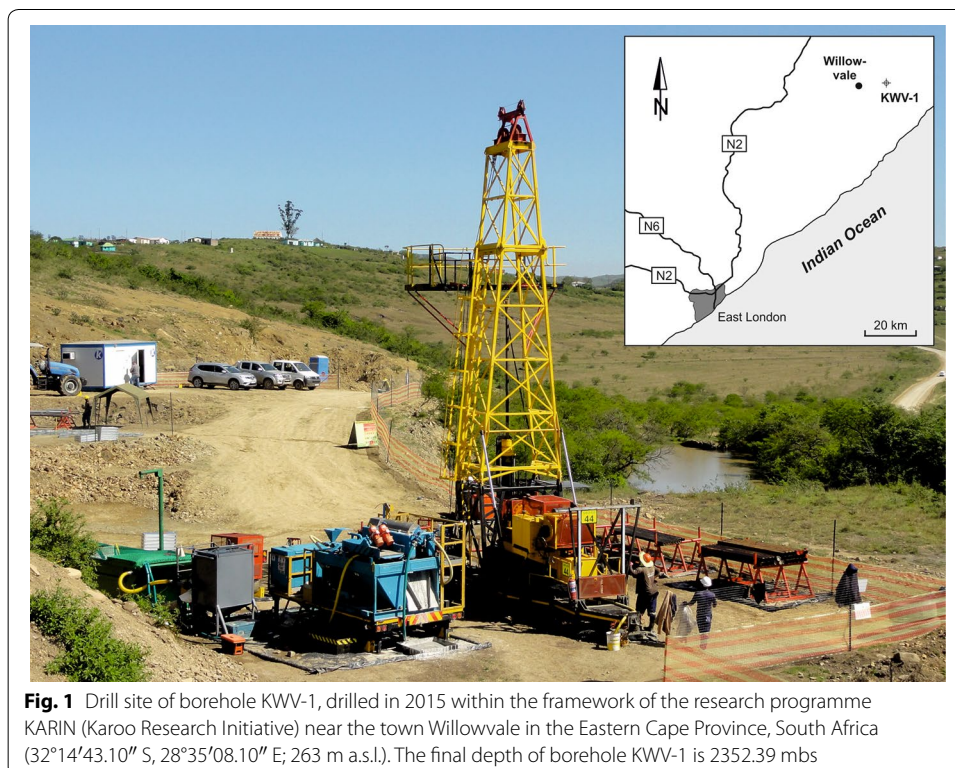 Willow-
vale
KWV-1
N
N2
N6
Indian Ocean
N2
East London
20 km
44
Fig. 1 Drill site of borehole KWV-1, drilled in 2015 within the framework of the research programme
KARIN (Karoo Research Initiative) near the town Willowvale in the Eastern Cape Province, South Africa
(32°14′43.10″ S, 28°35′08.10″ E; 263 m a.s.l.). The final depth of borehole KWV-1 is 2352.39 mbs